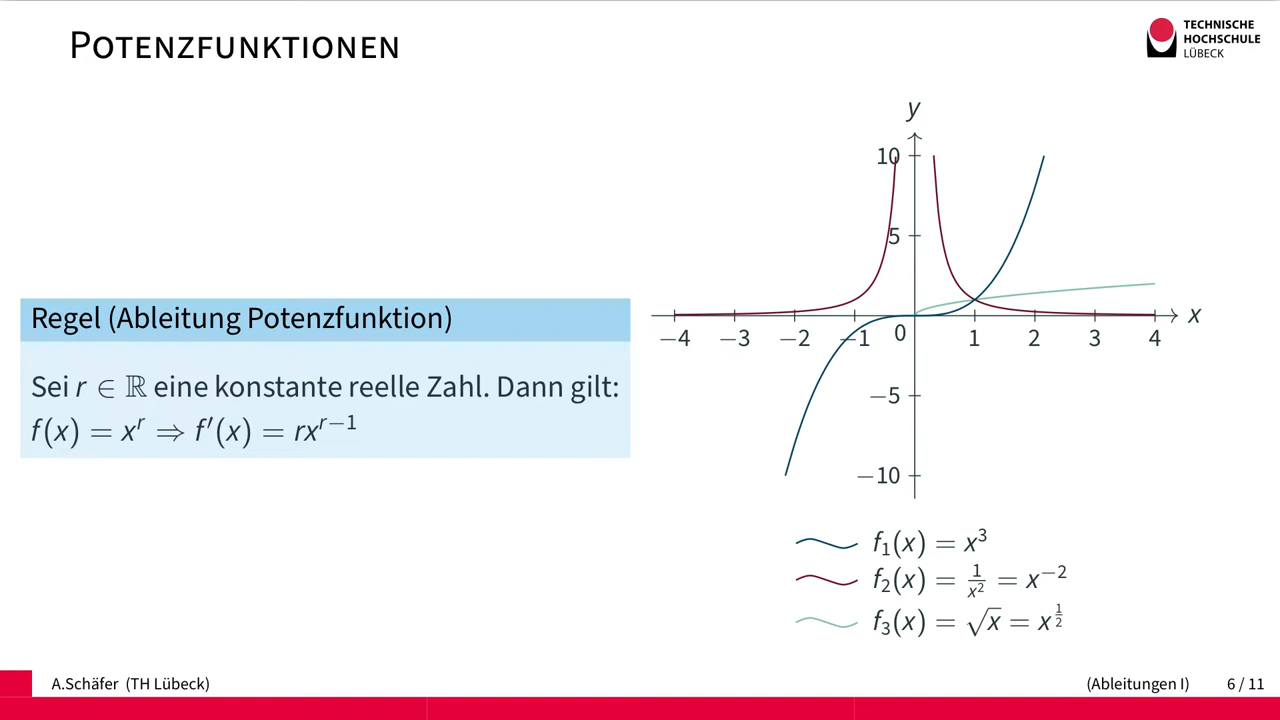 POTENZFUNKTIONEN
TECHNISCHE
HOCHSCHULE
LÜBECK
Regel (Ableitung Potenzfunktion)
Sei r ∈ ℝ eine konstante reelle Zahl. Dann gilt:
f(x) = xʳ ⇒ f′(x) = rxʳ⁻¹
y
10
5
−4 −3 −2 −1 0 1 2 3 4 x
−5
−10
f₁(x) = x³
f₂(x) = 1/x² = x⁻²
f₃(x) = √x = x^(1/2)
A.Schäfer (TH Lübeck) (Ableitungen I) 6 / 11